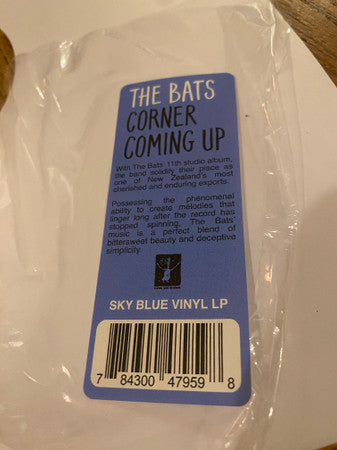 THE BATS
CORNER
COMING UP
With The Bats' 11th studio album,
the band solidify their place as
one of New Zealand's most
cherished and enduring exports.
Possessing the phenomenal
ability to create melodies that
linger long after the record has
stopped spinning, The Bats'
music is a perfect blend of
bittersweet beauty and deceptive
simplicity.
SKY BLUE VINYL LP
7 84300 47959 8